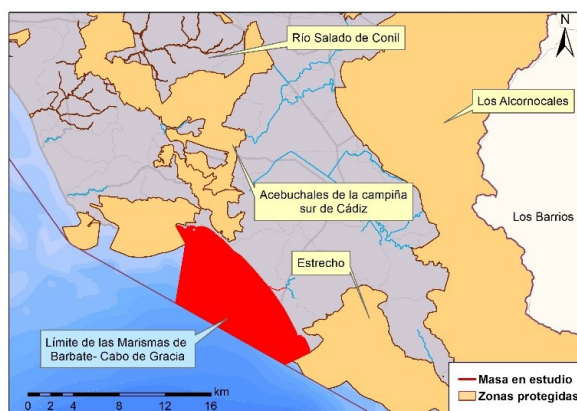 N
Río Salado de Conil
Los Alcornocales
Acebuchales de la campiña
sur de Cádiz
Los Barrios
Estrecho
Límite de las Marismas de
Barbate- Cabo de Gracia
km
0 2 4 8 12 16
Masa en estudio
Zonas protegidas